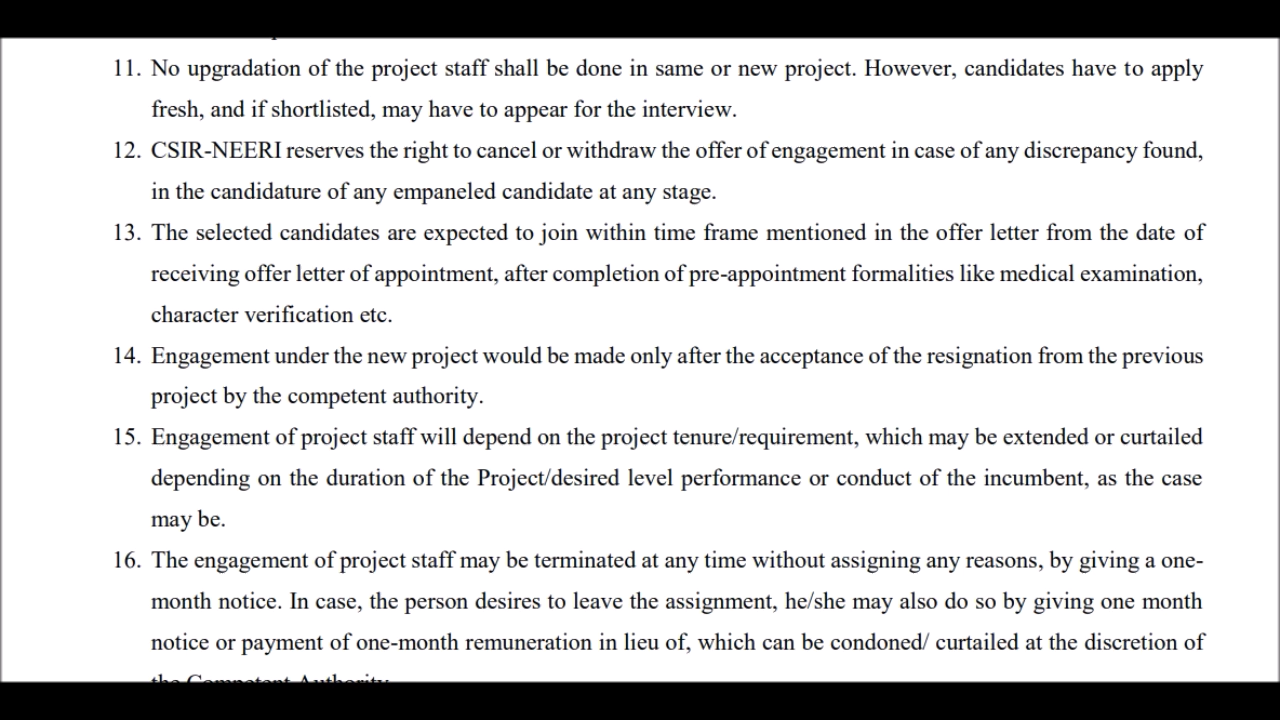 11. No upgradation of the project staff shall be done in same or new project. However, candidates have to apply
fresh, and if shortlisted, may have to appear for the interview.
12. CSIR-NEERI reserves the right to cancel or withdraw the offer of engagement in case of any discrepancy found,
in the candidature of any empaneled candidate at any stage.
13. The selected candidates are expected to join within time frame mentioned in the offer letter from the date of
receiving offer letter of appointment, after completion of pre-appointment formalities like medical examination,
character verification etc.
14. Engagement under the new project would be made only after the acceptance of the resignation from the previous
project by the competent authority.
15. Engagement of project staff will depend on the project tenure/requirement, which may be extended or curtailed
depending on the duration of the Project/desired level performance or conduct of the incumbent, as the case
may be.
16. The engagement of project staff may be terminated at any time without assigning any reasons, by giving a one-
month notice. In case, the person desires to leave the assignment, he/she may also do so by giving one month
notice or payment of one-month remuneration in lieu of, which can be condoned/ curtailed at the discretion of
the Competent Authority